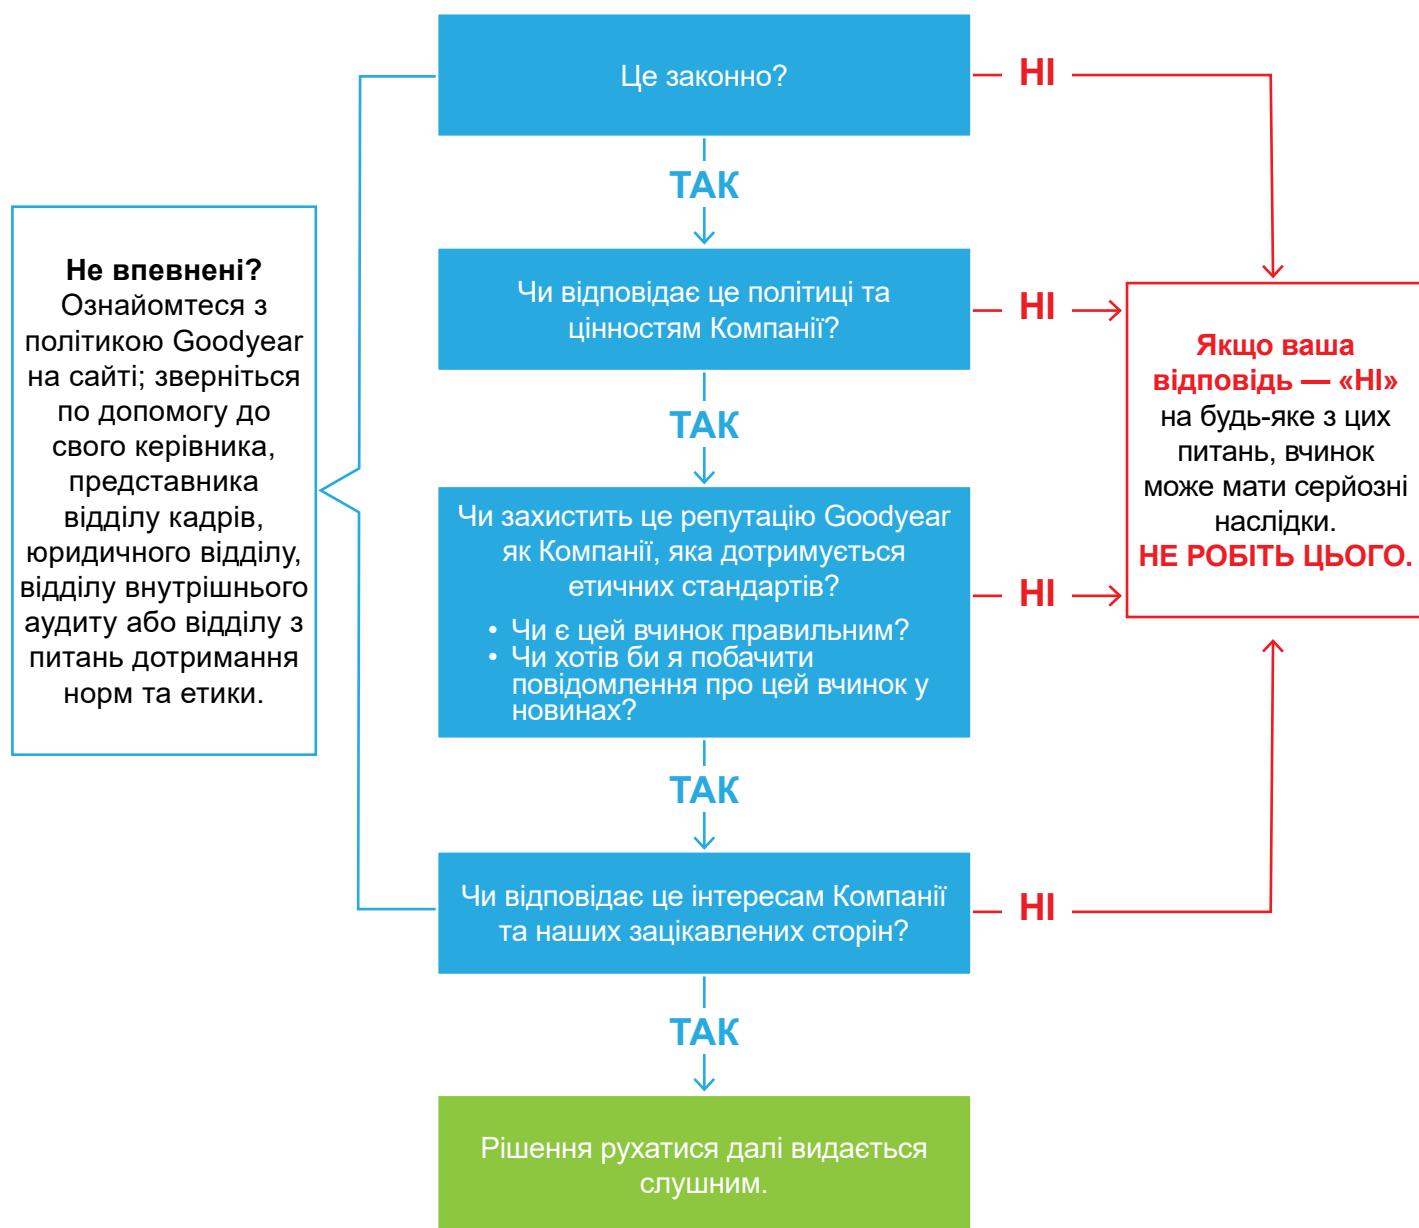 Це законно?
НІ
ТАК
Не впевнені?
Ознайомтеся з
політикою Goodyear
на сайті; зверніться
по допомогу до
свого керівника,
представника
відділу кадрів,
юридичного відділу,
відділу внутрішнього
аудиту або відділу з
питань дотримання
норм та етики.
Чи відповідає це політиці та
цінностям Компанії?
НІ
Якщо ваша
відповідь — «НІ»
на будь-яке з цих
питань, вчинок
може мати серйозні
наслідки.
НЕ РОБІТЬ ЦЬОГО.
ТАК
Чи захистить це репутацію Goodyear
як Компанії, яка дотримується
етичних стандартів?
• Чи є цей вчинок правильним?
• Чи хотів би я побачити
повідомлення про цей вчинок у
новинах?
НІ
ТАК
Чи відповідає це інтересам Компанії
та наших зацікавлених сторін?
НІ
ТАК
Рішення рухатися далі видається
слушним.